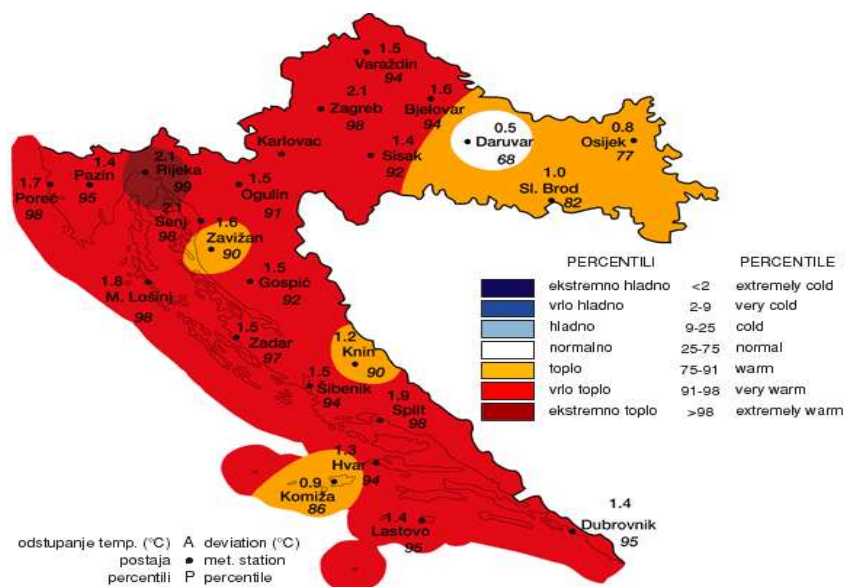 1.5
Varaždin
94
2.1
Zagreb
98
1.6
Bjelovar
94
0.5
Daruvar
68
0.8
Osijek
77
Karlovac
1.4
Sisak
92
1.0
Sl. Brod
82
1.4
Pazin
95
2.1
Rijeka
99
1.7
Poreč
98
1.5
Ogulin
97
2.1
Senj
98
1.6
Zavižan
90
1.8
M. Lošinj
98
1.5
Gospić
92
1.5
Zadar
97
1.2
Knin
90
1.5
Šibenik
94
1.9
Split
98
1.3
Hvar
94
0.9
Komiža
86
1.4
Lastovo
95
1.4
Dubrovnik
95
PERCENTILI PERCENTILE
ekstremno hladno <2 extremely cold
vrlo hladno 2-9 very cold
hladno 9-25 cold
normalno 25-75 normal
toplo 75-91 warm
vrlo toplo 91-98 very warm
ekstremno toplo >98 extremely warm
odstupanje temp. (°C) A deviation (°C)
postaja met. station
percentili P percentile